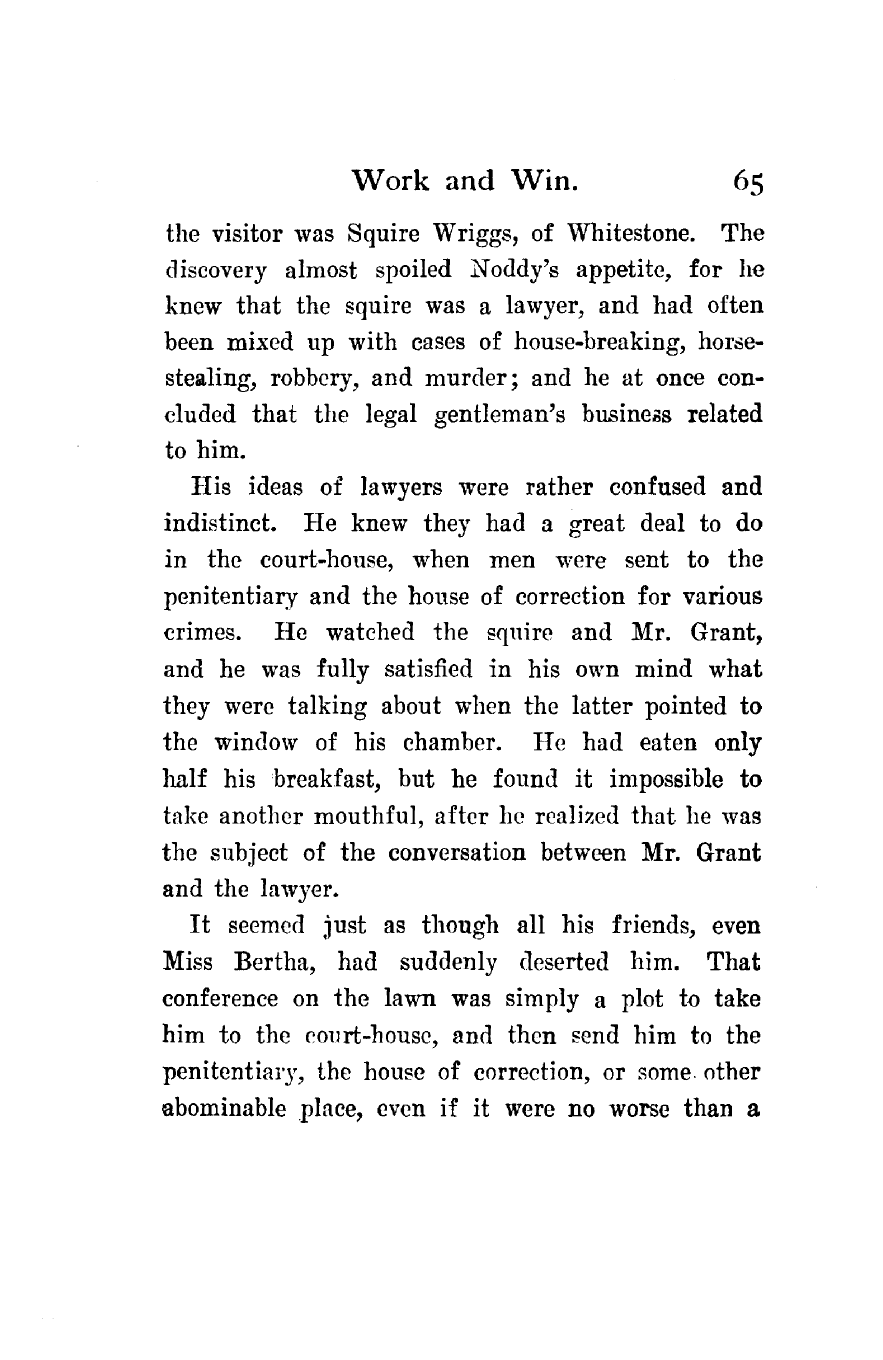 Work and Win. 65
the visitor was Squire Wriggs, of Whitestone. The
discovery almost spoiled Noddy's appetite, for he
knew that the squire was a lawyer, and had often
been mixed up with cases of house-breaking, horse-
stealing, robbery, and murder; and he at once con-
cluded that the legal gentleman's business related
to him.
His ideas of lawyers were rather confused and
indistinct. He knew they had a great deal to do
in the court-house, when men were sent to the
penitentiary and the house of correction for various
crimes. He watched the squire and Mr. Grant,
and he was fully satisfied in his own mind what
they were talking about when the latter pointed to
the window of his chamber. He had eaten only
half his breakfast, but he found it impossible to
take another mouthful, after he realized that he was
the subject of the conversation between Mr. Grant
and the lawyer.
It seemed just as though all his friends, even
Miss Bertha, had suddenly deserted him. That
conference on the lawn was simply a plot to take
him to the court-house, and then send him to the
penitentiary, the house of correction, or some other
abominable place, even if it were no worse than a